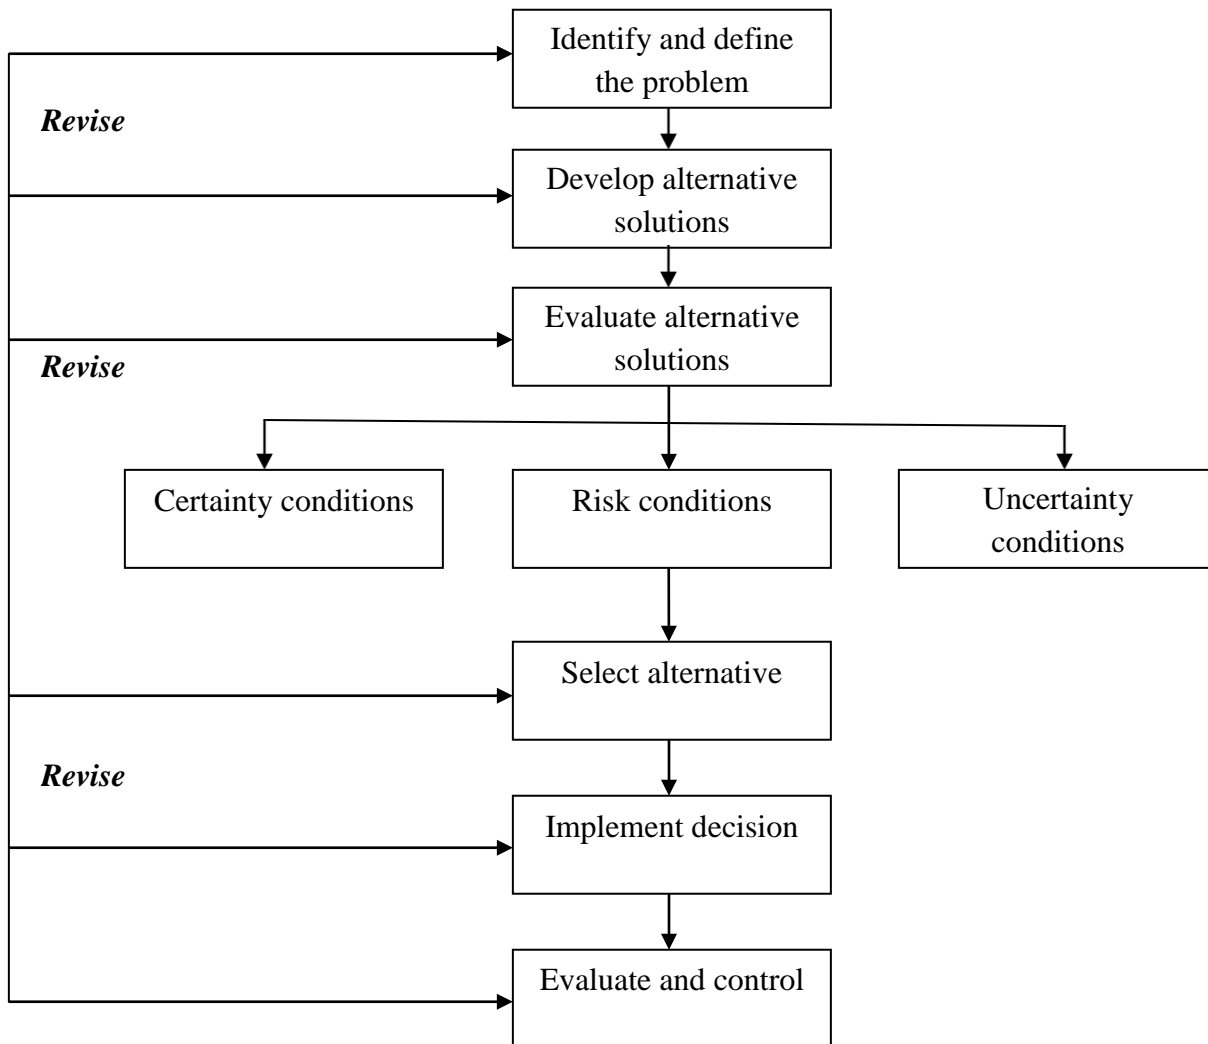 Identify and define
the problem
Revise
Develop alternative
solutions
Evaluate alternative
solutions
Revise
Certainty conditions
Risk conditions
Uncertainty
conditions
Select alternative
Revise
Implement decision
Evaluate and control